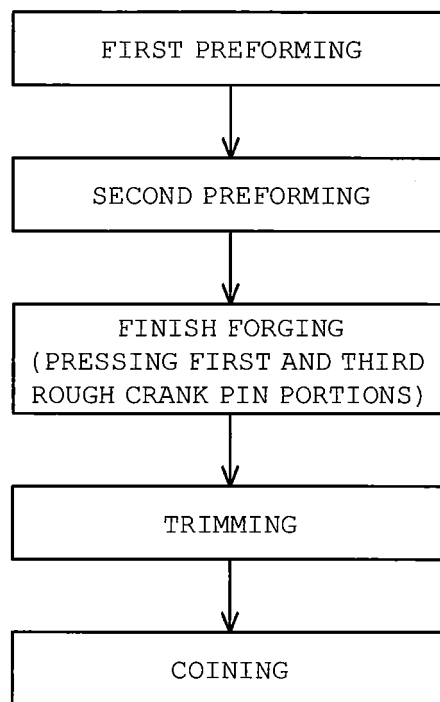 FIRST PREFORMING
SECOND PREFORMING
FINISH FORGING
(PRESSING FIRST AND THIRD
ROUGH CRANK PIN PORTIONS)
TRIMMING
COINING